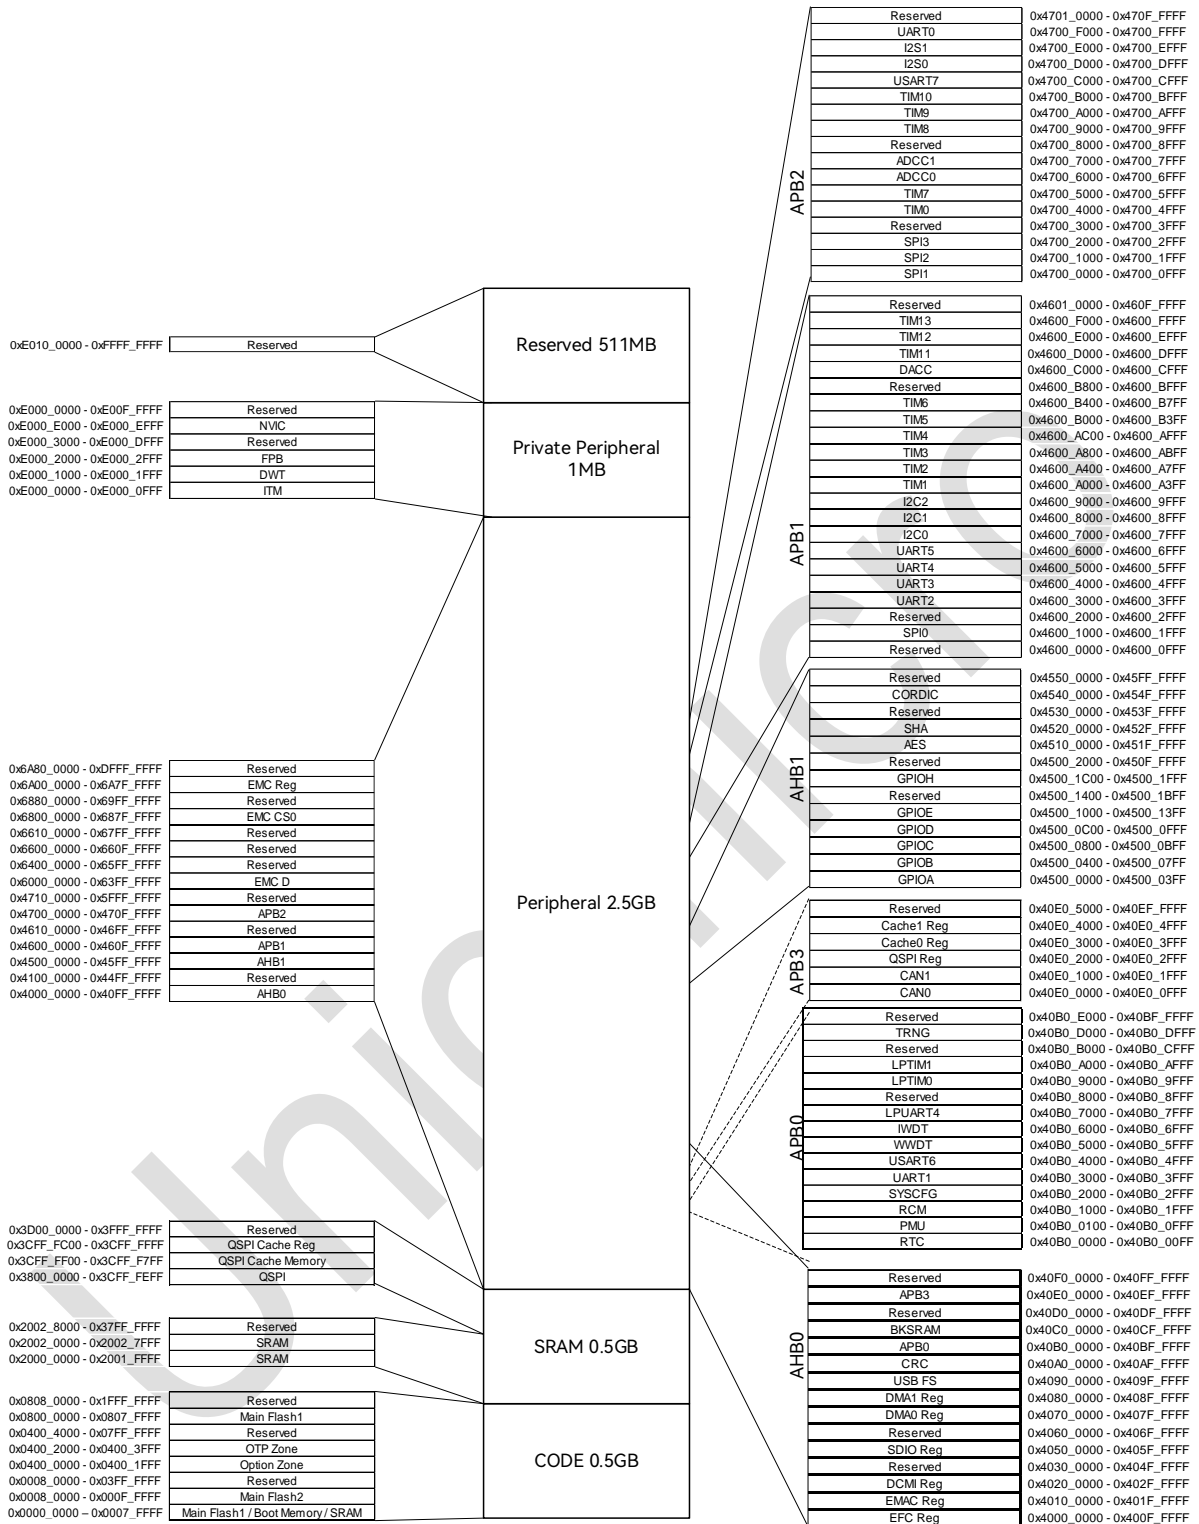 Reserved 0x4701_0000 - 0x470F_FFFF
UART0 0x4700_F000 - 0x4700_FFFF
I2S1 0x4700_E000 - 0x4700_EFFF
I2S0 0x4700_D000 - 0x4700_DFFF
USART7 0x4700_C000 - 0x4700_CFFF
TIM10 0x4700_B000 - 0x4700_BFFF
TIM9 0x4700_A000 - 0x4700_AFFF
TIM8 0x4700_9000 - 0x4700_9FFF
Reserved 0x4700_8000 - 0x4700_8FFF
ADCC1 0x4700_7000 - 0x4700_7FFF
ADCC0 0x4700_6000 - 0x4700_6FFF
TIM7 0x4700_5000 - 0x4700_5FFF
TIM0 0x4700_4000 - 0x4700_4FFF
Reserved 0x4700_3000 - 0x4700_3FFF
SPI3 0x4700_2000 - 0x4700_2FFF
SPI2 0x4700_1000 - 0x4700_1FFF
SPI1 0x4700_0000 - 0x4700_0FFF
APB2
Reserved 0x4601_0000 - 0x460F_FFFF
TIM13 0x4600_F000 - 0x4600_FFFF
TIM12 0x4600_E000 - 0x4600_EFFF
TIM11 0x4600_D000 - 0x4600_DFFF
DACC 0x4600_C000 - 0x4600_CFFF
Reserved 0x4600_B800 - 0x4600_BFFF
TIM6 0x4600_B400 - 0x4600_B7FF
TIM5 0x4600_B000 - 0x4600_B3FF
TIM4 0x4600_AC00 - 0x4600_AFFF
TIM3 0x4600_A800 - 0x4600_ABFF
TIM2 0x4600_A400 - 0x4600_A7FF
TIM1 0x4600_A000 - 0x4600_A3FF
I2C2 0x4600_9000 - 0x4600_9FFF
I2C1 0x4600_8000 - 0x4600_8FFF
I2C0 0x4600_7000 - 0x4600_7FFF
UART5 0x4600_6000 - 0x4600_6FFF
UART4 0x4600_5000 - 0x4600_5FFF
UART3 0x4600_4000 - 0x4600_4FFF
UART2 0x4600_3000 - 0x4600_3FFF
Reserved 0x4600_2000 - 0x4600_2FFF
SPI0 0x4600_1000 - 0x4600_1FFF
Reserved 0x4600_0000 - 0x4600_0FFF
APB1
Reserved 0x4550_0000 - 0x45FF_FFFF
CORDIC 0x4540_0000 - 0x454F_FFFF
Reserved 0x4530_0000 - 0x453F_FFFF
SHA 0x4520_0000 - 0x452F_FFFF
AES 0x4510_0000 - 0x451F_FFFF
Reserved 0x4500_2000 - 0x450F_FFFF
GPIOH 0x4500_1C00 - 0x4500_1FFF
Reserved 0x4500_1400 - 0x4500_1BFF
GPIOE 0x4500_1000 - 0x4500_13FF
GPIOD 0x4500_0C00 - 0x4500_0FFF
GPIOC 0x4500_0800 - 0x4500_0BFF
GPIOB 0x4500_0400 - 0x4500_07FF
GPIOA 0x4500_0000 - 0x4500_03FF
AHB1
Reserved 0x40E0_5000 - 0x40EF_FFFF
Cache1 Reg 0x40E0_4000 - 0x40E0_4FFF
Cache0 Reg 0x40E0_3000 - 0x40E0_3FFF
QSPI Reg 0x40E0_2000 - 0x40E0_2FFF
CAN1 0x40E0_1000 - 0x40E0_1FFF
CAN0 0x40E0_0000 - 0x40E0_0FFF
APB3
Reserved 0x40B0_E000 - 0x40BF_FFFF
TRNG 0x40B0_D000 - 0x40B0_DFFF
Reserved 0x40B0_B000 - 0x40B0_CFFF
LPTIM1 0x40B0_A000 - 0x40B0_AFFF
LPTIM0 0x40B0_9000 - 0x40B0_9FFF
Reserved 0x40B0_8000 - 0x40B0_8FFF
LPUART4 0x40B0_7000 - 0x40B0_7FFF
IWDT 0x40B0_6000 - 0x40B0_6FFF
WWDT 0x40B0_5000 - 0x40B0_5FFF
USART6 0x40B0_4000 - 0x40B0_4FFF
UART1 0x40B0_3000 - 0x40B0_3FFF
SYSCFG 0x40B0_2000 - 0x40B0_2FFF
RCM 0x40B0_1000 - 0x40B0_1FFF
PMU 0x40B0_0100 - 0x40B0_0FFF
RTC 0x40B0_0000 - 0x40B0_00FF
APB0
Reserved 0x40F0_0000 - 0x40FF_FFFF
APB3 0x40E0_0000 - 0x40EF_FFFF
Reserved 0x40D0_0000 - 0x40DF_FFFF
BKSRAM 0x40C0_0000 - 0x40CF_FFFF
APB0 0x40B0_0000 - 0x40BF_FFFF
CRC 0x40A0_0000 - 0x40AF_FFFF
USB FS 0x4090_0000 - 0x409F_FFFF
DMA1 Reg 0x4080_0000 - 0x408F_FFFF
DMA0 Reg 0x4070_0000 - 0x407F_FFFF
Reserved 0x4060_0000 - 0x406F_FFFF
SDIO Reg 0x4050_0000 - 0x405F_FFFF
Reserved 0x4030_0000 - 0x404F_FFFF
DCMI Reg 0x4020_0000 - 0x402F_FFFF
EMAC Reg 0x4010_0000 - 0x401F_FFFF
EFC Reg 0x4000_0000 - 0x400F_FFFF
AHB0
Reserved 511MB
Private Peripheral
1MB
Peripheral 2.5GB
SRAM 0.5GB
CODE 0.5GB
0xE010_0000 - 0xFFFF_FFFF Reserved
0xE000_0000 - 0xE00F_FFFF Reserved
0xE000_E000 - 0xE000_EFFF NVIC
0xE000_3000 - 0xE000_DFFF Reserved
0xE000_2000 - 0xE000_2FFF FPB
0xE000_1000 - 0xE000_1FFF DWT
0xE000_0000 - 0xE000_0FFF ITM
0x6A80_0000 - 0xDFFF_FFFF Reserved
0x6A00_0000 - 0x6A7F_FFFF EMC Reg
0x6880_0000 - 0x69FF_FFFF Reserved
0x6800_0000 - 0x687F_FFFF EMC CS0
0x6610_0000 - 0x67FF_FFFF Reserved
0x6600_0000 - 0x660F_FFFF Reserved
0x6400_0000 - 0x65FF_FFFF Reserved
0x6000_0000 - 0x63FF_FFFF EMC D
0x4710_0000 - 0x5FFF_FFFF Reserved
0x4700_0000 - 0x470F_FFFF APB2
0x4610_0000 - 0x46FF_FFFF Reserved
0x4600_0000 - 0x460F_FFFF APB1
0x4500_0000 - 0x45FF_FFFF AHB1
0x4100_0000 - 0x44FF_FFFF Reserved
0x4000_0000 - 0x40FF_FFFF AHB0
0x3D00_0000 - 0x3FFF_FFFF Reserved
0x3CFF_FC00 - 0x3CFF_FFFF QSPI Cache Reg
0x3CFF_FF00 - 0x3CFF_F7FF QSPI Cache Memory
0x3800_0000 - 0x3CFF_FEFF QSPI
0x2002_8000 - 0x37FF_FFFF Reserved
0x2002_0000 - 0x2002_7FFF SRAM
0x2000_0000 - 0x2001_FFFF SRAM
0x0808_0000 - 0x1FFF_FFFF Reserved
0x0800_0000 - 0x0807_FFFF Main Flash1
0x0400_4000 - 0x07FF_FFFF Reserved
0x0400_2000 - 0x0400_3FFF OTP Zone
0x0400_0000 - 0x0400_1FFF Option Zone
0x0008_0000 - 0x03FF_FFFF Reserved
0x0008_0000 - 0x000F_FFFF Main Flash2
0x0000_0000 – 0x0007_FFFF Main Flash1 / Boot Memory / SRAM
Unicmicro